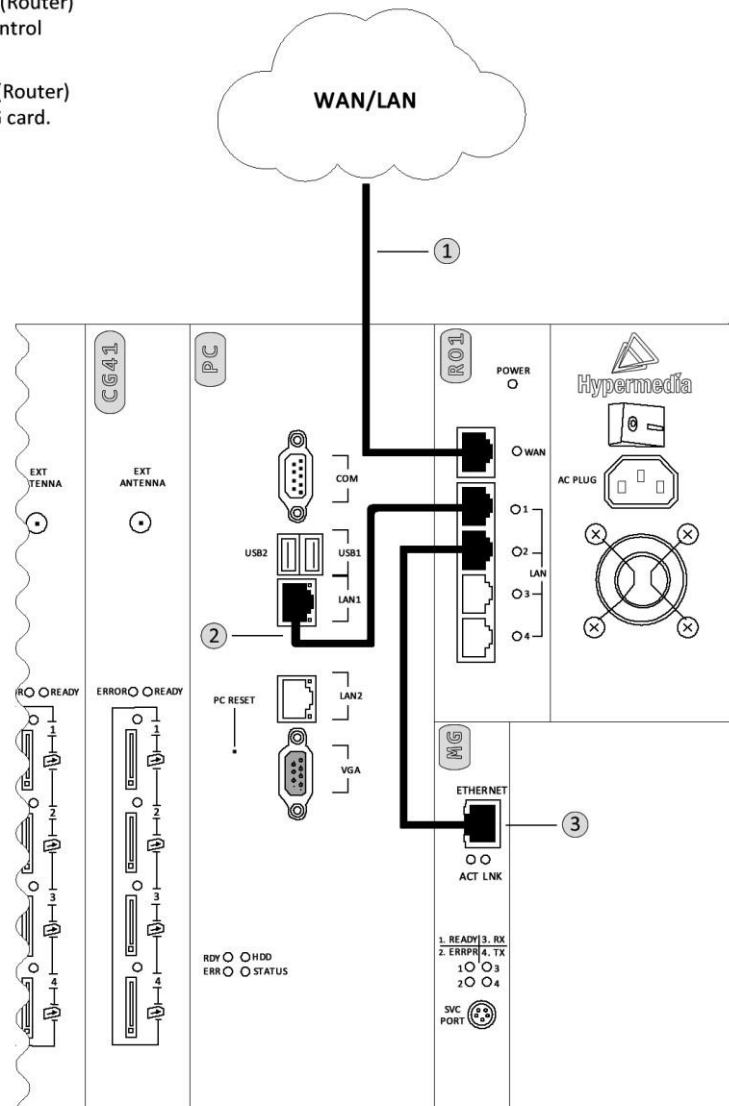 (Router)
ntrol
(Router)
card.
WAN/LAN
1
CG41
PC
RO1
POWER
Hypermedia
WAN
COM
AC PLUG
EXT
TENNA
EXT
ANTENNA
1
USB2
USB1
2
LAN
LAN1
3
2
4
R READY
ERROR READY
PC RESET
LAN2
1
1
MG
VGA
ETHERNET
2
2
3
ACT LNK
3
3
1. READY 3. RX
2. ERRPR 4. TX
RDY HDD
1 3
ERR STATUS
2 4
4
4
SVC
PORT